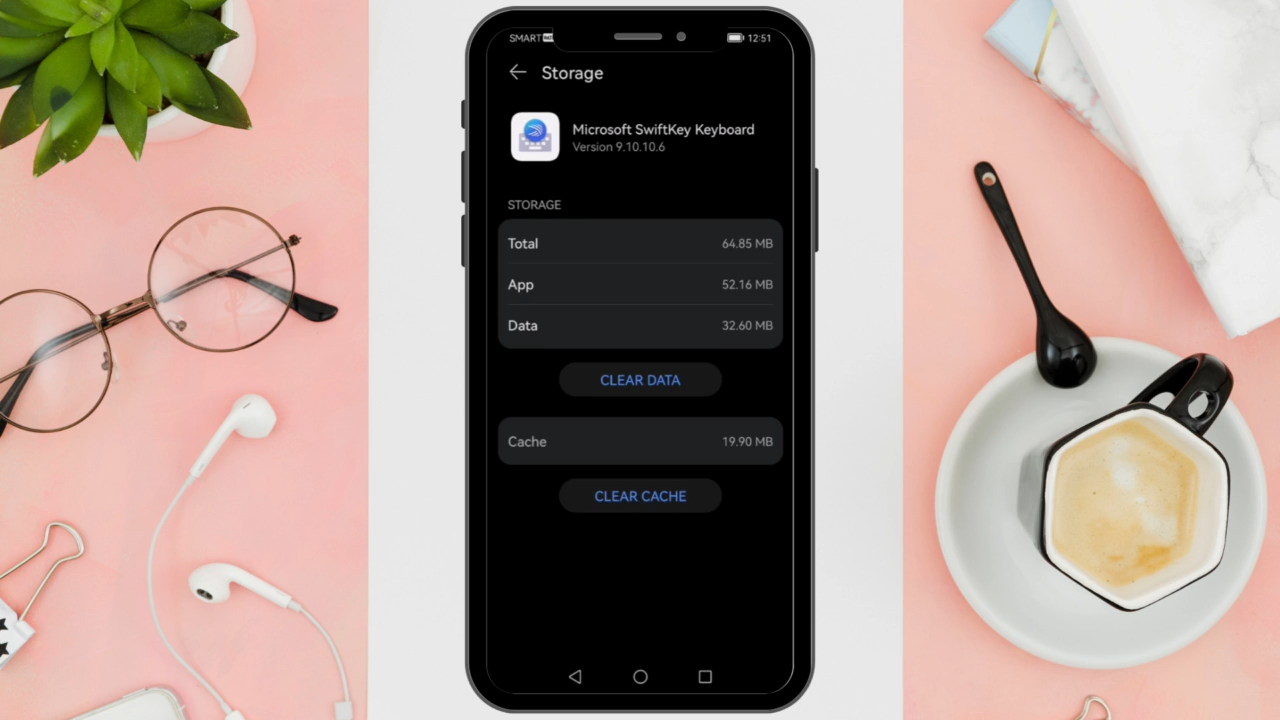 SMART
12:51
Storage
Microsoft SwiftKey Keyboard
Version 9.10.10.6
STORAGE
Total 64.85 MB
App 52.16 MB
Data 32.60 MB
CLEAR DATA
Cache 19.90 MB
CLEAR CACHE